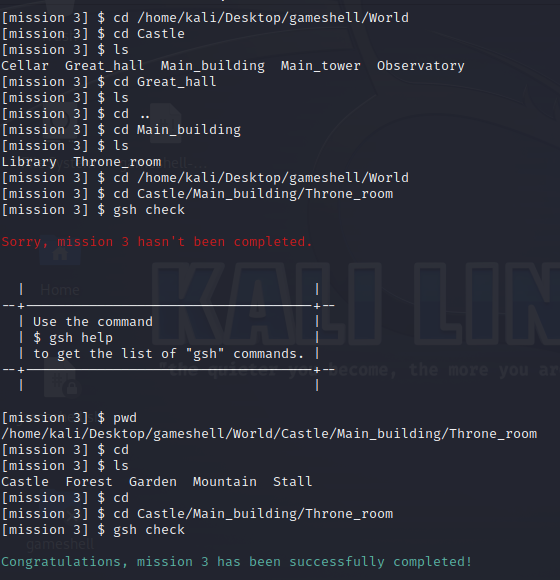 [mission 3] $ cd /home/kali/Desktop/gameshell/World
[mission 3] $ cd Castle
[mission 3] $ ls
Cellar  Great_hall  Main_building  Main_tower  Observatory
[mission 3] $ cd Great_hall
[mission 3] $ ls
[mission 3] $ cd ..
[mission 3] $ cd Main_building
[mission 3] $ ls
Library  Throne_room
[mission 3] $ cd /home/kali/Desktop/gameshell/World
[mission 3] $ cd Castle/Main_building/Throne_room
[mission 3] $ gsh check
Sorry, mission 3 hasn't been completed.
Home
KALI LIN
Use the command
$ gsh help
to get the list of "gsh" commands.
"the quieter you become, the more you ar
[mission 3] $ pwd
/home/kali/Desktop/gameshell/World/Castle/Main_building/Throne_room
[mission 3] $ cd
[mission 3] $ ls
Castle  Forest  Garden  Mountain  Stall
[mission 3] $ cd
[mission 3] $ cd Castle/Main_building/Throne_room
[mission 3] $ gsh check
gameshell
Congratulations, mission 3 has been successfully completed!